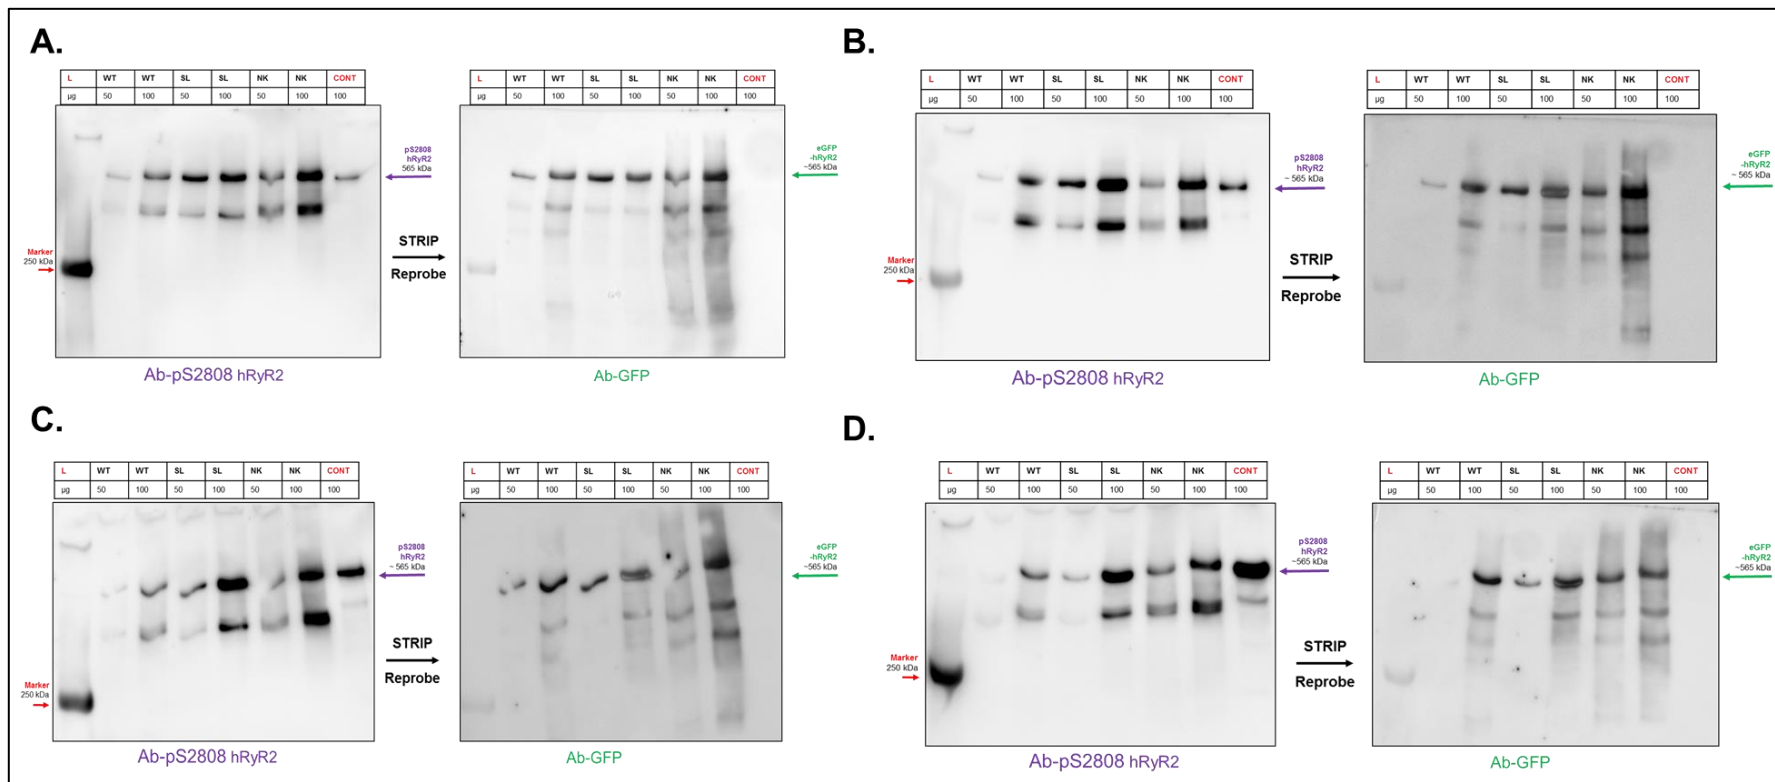 A.
L WT WT SL SL NK NK CONT
µg 50 100 50 100 50 100 100
pS2808
hRyR2
565 kDa
Marker
250 kDa
Ab-pS2808 hRyR2
STRIP
Reprobe
L WT WT SL SL NK NK CONT
µg 50 100 50 100 50 100 100
eGFP
-hRyR2
~565 kDa
Ab-GFP
B.
L WT WT SL SL NK NK CONT
µg 50 100 50 100 50 100 100
pS2808
hRyR2
~ 565 kDa
Marker
250 kDa
Ab-pS2808 hRyR2
STRIP
Reprobe
L WT WT SL SL NK NK CONT
µg 50 100 50 100 50 100 100
eGFP
-hRyR2
~ 565 kDa
Ab-GFP
C.
L WT WT SL SL NK NK CONT
µg 50 100 50 100 50 100 100
pS2808
hRyR2
~ 565 kDa
Marker
250 kDa
Ab-pS2808 hRyR2
STRIP
Reprobe
L WT WT SL SL NK NK CONT
µg 50 100 50 100 50 100 100
eGFP
-hRyR2
~565 kDa
Ab-GFP
D.
L WT WT SL SL NK NK CONT
µg 50 100 50 100 50 100 100
pS2808
hRyR2
~ 565 kDa
Marker
250 kDa
Ab-pS2808 hRyR2
STRIP
Reprobe
L WT WT SL SL NK NK CONT
µg 50 100 50 100 50 100 100
eGFP
-hRyR2
~565 kDa
Ab-GFP